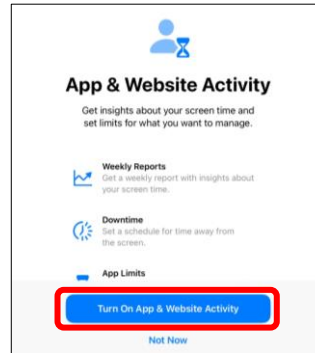 App & Website Activity
Get insights about your screen time and
set limits for what you want to manage.
Weekly Reports
Get a weekly report with insights about
your screen time.
Downtime
Set a schedule for time away from
the screen.
App Limits
Turn On App & Website Activity
Not Now